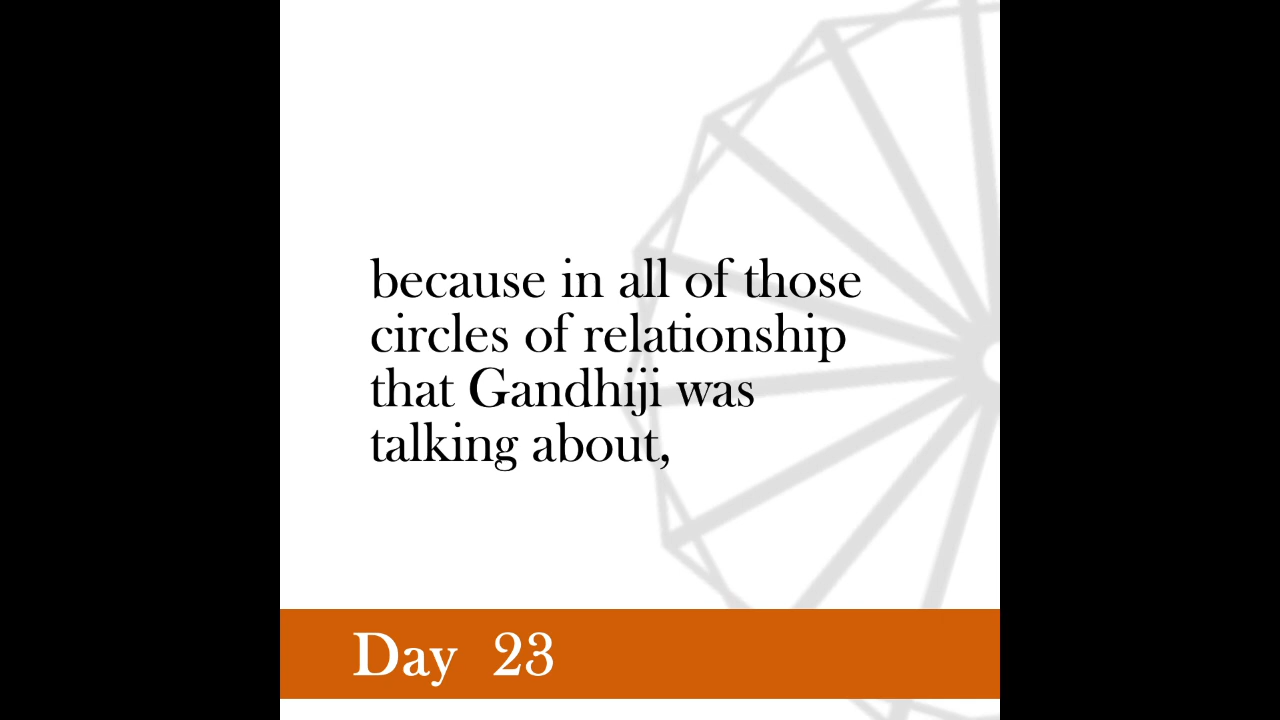 because in all of those
circles of relationship
that Gandhiji was
talking about,
Day 23